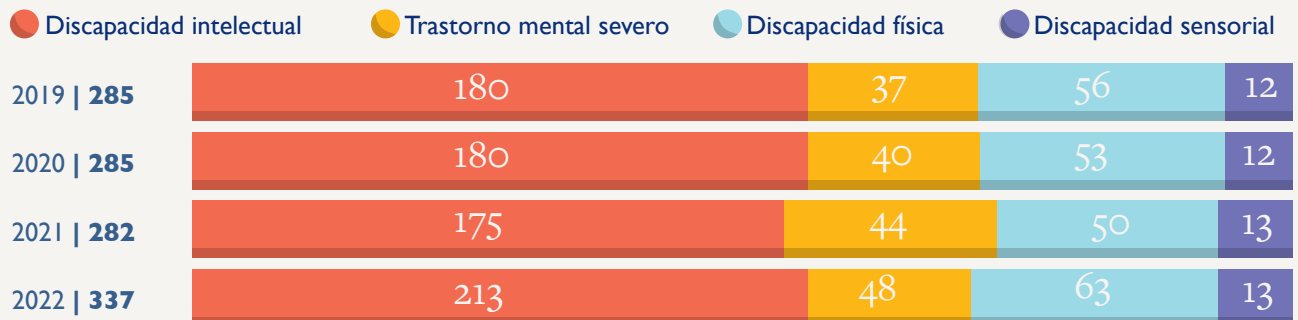 Discapacidad intelectual Trastorno mental severo Discapacidad física Discapacidad sensorial
2019 | 285 180 37 56 12
2020 | 285 180 40 53 12
2021 | 282 175 44 50 13
2022 | 337 213 48 63 13